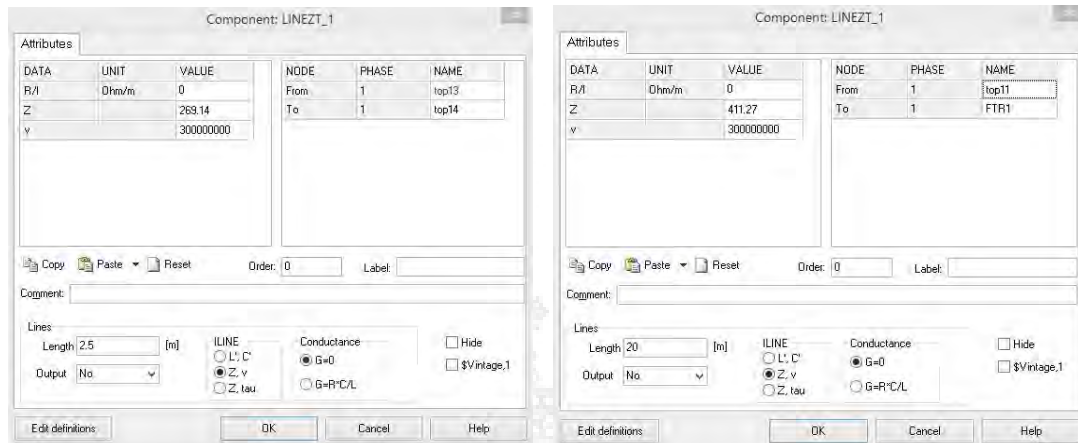 Component: LINEZT_1
Attributes
DATA UNIT VALUE
R/l Ohm/m 0
Z 269.14
v 300000000
NODE PHASE NAME
From 1 top13
To 1 top14
Copy Paste Reset Order: 0 Label:
Comment:
Lines
Length 2.5 [m]
Output No
ILINE
L', C'
Z, v
Z, tau
Conductance
G=0
G=R*C/L
Hide
$Vintage,1
Edit definitions OK Cancel Help
Component: LINEZT_1
Attributes
DATA UNIT VALUE
R/l Ohm/m 0
Z 411.27
v 300000000
NODE PHASE NAME
From 1 top11
To 1 FTR1
Copy Paste Reset Order: 0 Label:
Comment:
Lines
Length 20 [m]
Output No
ILINE
L', C'
Z, v
Z, tau
Conductance
G=0
G=R*C/L
Hide
$Vintage,1
Edit definitions OK Cancel Help